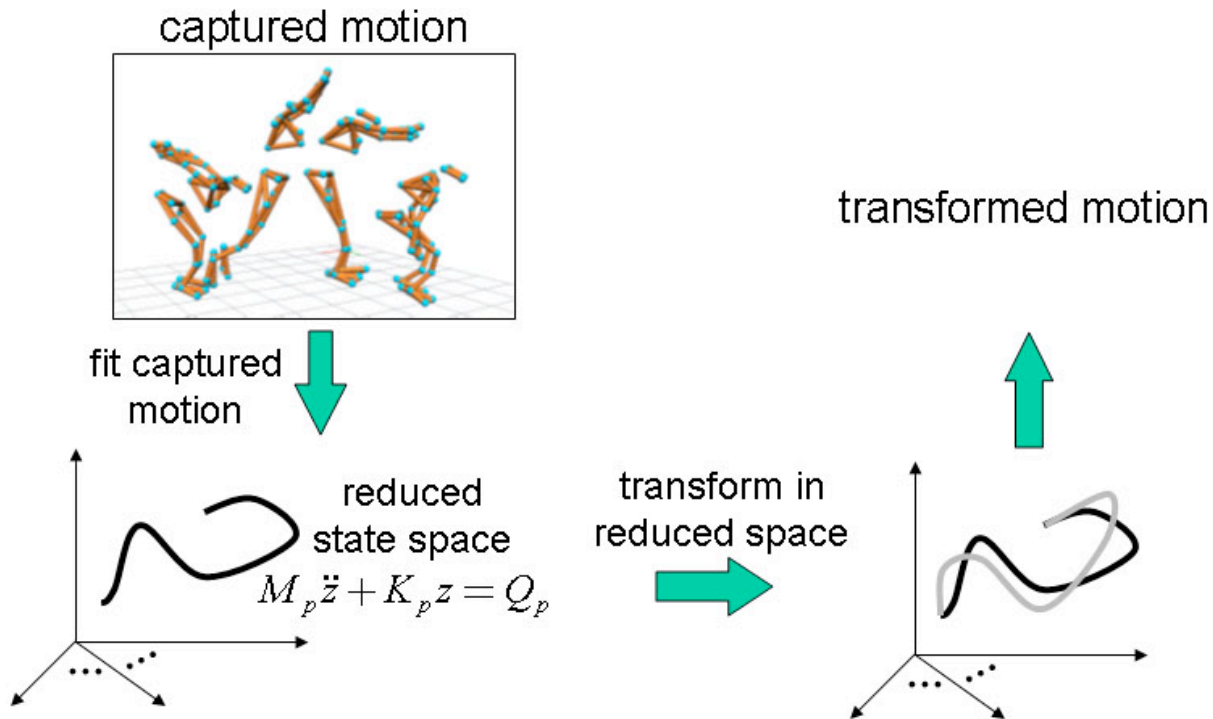 captured motion
transformed motion
fit captured
motion
reduced
state space
M_p z̈ + K_p z = Q_p
transform in
reduced space